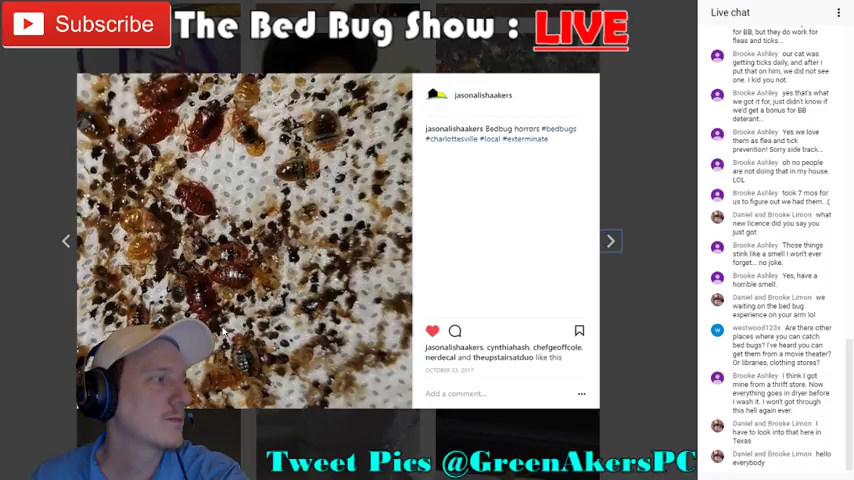 Subscribe
The Bed Bug Show : LIVE
jasonalishaakers
jasonalishaakers Bedbug horrors #bedbugs
#charlottesville #local #exterminate
jasonalishaakers, cynthiahash, chefgeoffcole,
nerdecal and theupstairsatduo like this
OCTOBER 23, 2017
Add a comment...
Tweet Pics @GreenAkersPC
Live chat
for BB, but they do work for
fleas and ticks...
Brooke Ashley our cat was
getting ticks daily, and after I
put that on him, we did not see
one. I kid you not.
Brooke Ashley yes that's what
we got it for, just didn't know if
we'd get a bonus for BB
deterant...
Brooke Ashley Yes we love
them as flea and tick
prevention! Sorry side track...
Brooke Ashley oh no people
are not doing that in my house.
LOL
Brooke Ashley took 7 mos for
us to figure out we had them. :(
Daniel and Brooke Limon what
new licence did you say you
just got
Brooke Ashley Those things
stink like a smell I won't ever
forget... no joke.
Brooke Ashley Yes, have a
horrible smell.
Daniel and Brooke Limon we
waiting on the bed bug
experience on your arm lol
W
westwood123x Are there other
places where you can catch
bed bugs? I've heard you can
get them from a movie theater?
Or libraries, clothing stores?
Brooke Ashley I think I got
mine from a thrift store. Now
everything goes in dryer before
I wash it. I won't got through
this hell again ever.
Daniel and Brooke Limon I
have to look into that here in
Texas
Daniel and Brooke Limon hello
everybody